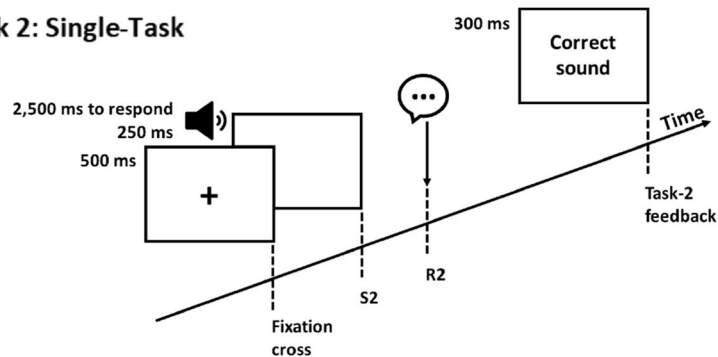 k 2: Single-Task
300 ms
Correct
sound
2,500 ms to respond
250 ms
500 ms
+
Time
Task-2
feedback
R2
S2
Fixation
cross